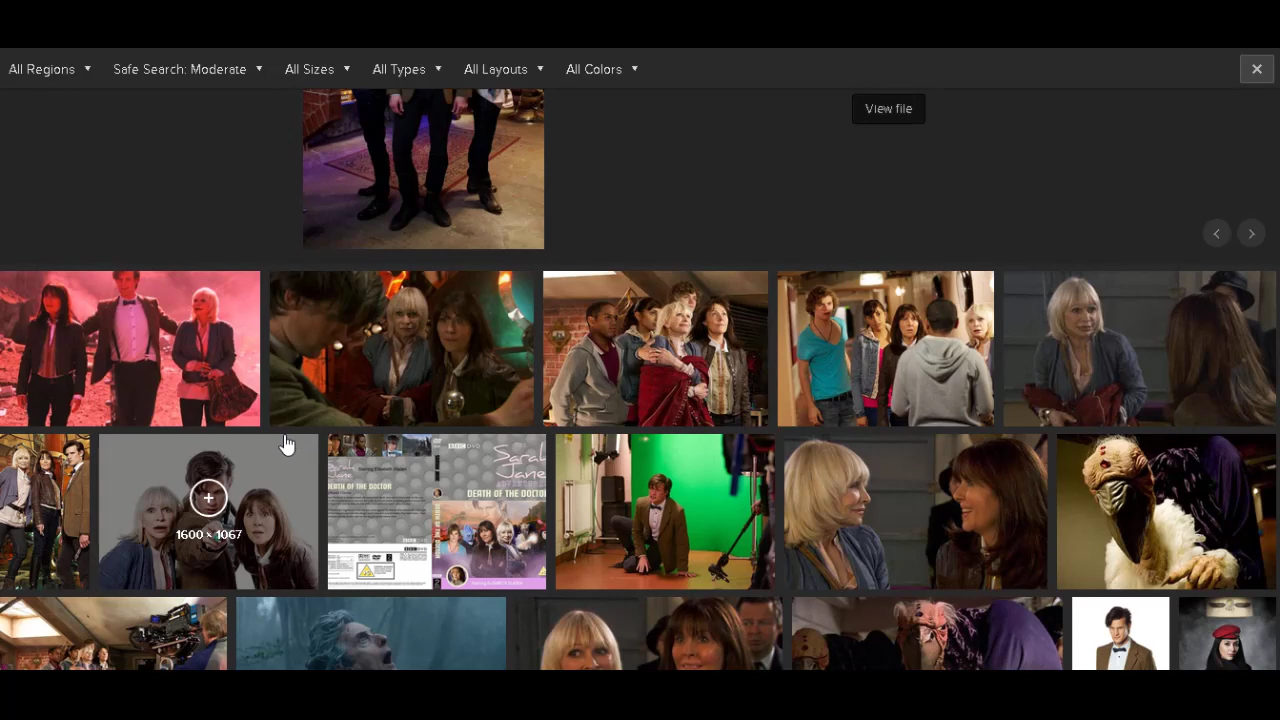 All Regions Safe Search: Moderate All Sizes All Types All Layouts All Colors
View file
1600 × 1067
Sarah
Jane
DEATH OF THE DOCTOR
DEATH OF THE DOCTOR